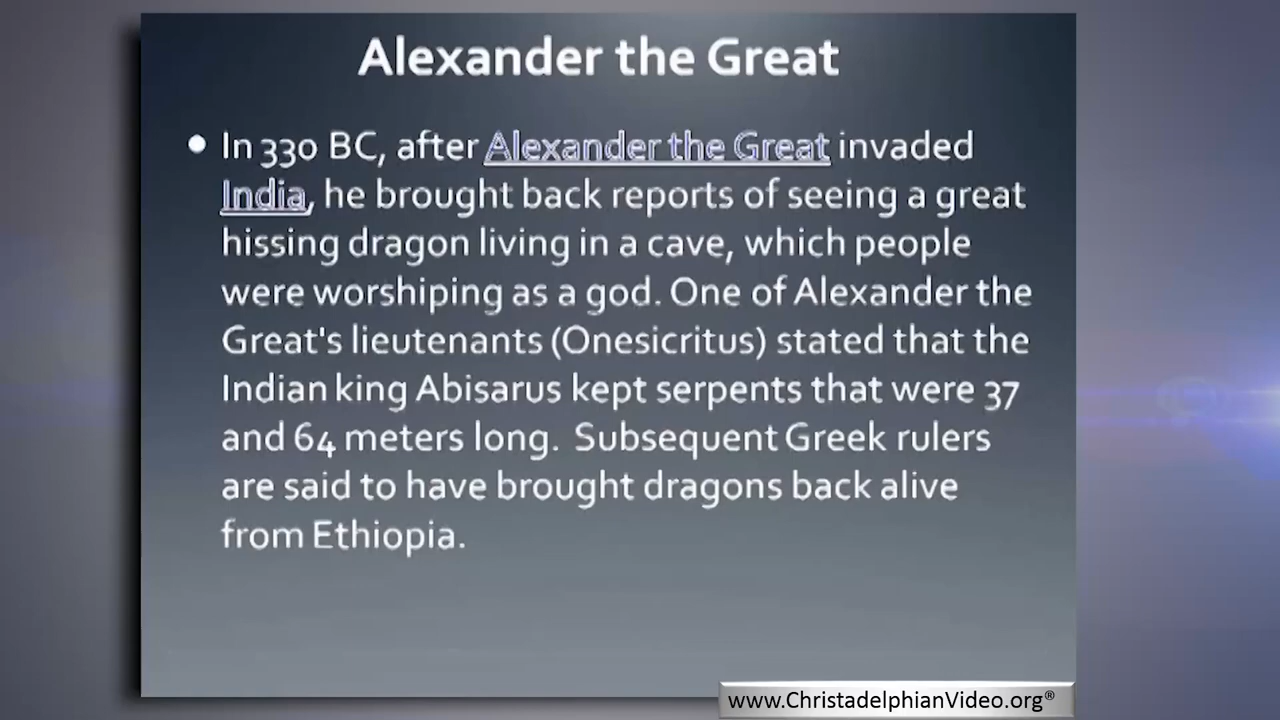 Alexander the Great
• In 330 BC, after Alexander the Great invaded
India, he brought back reports of seeing a great
hissing dragon living in a cave, which people
were worshiping as a god. One of Alexander the
Great's lieutenants (Onesicritus) stated that the
Indian king Abisarus kept serpents that were 37
and 64 meters long. Subsequent Greek rulers
are said to have brought dragons back alive
from Ethiopia.
www.ChristadelphianVideo.org®